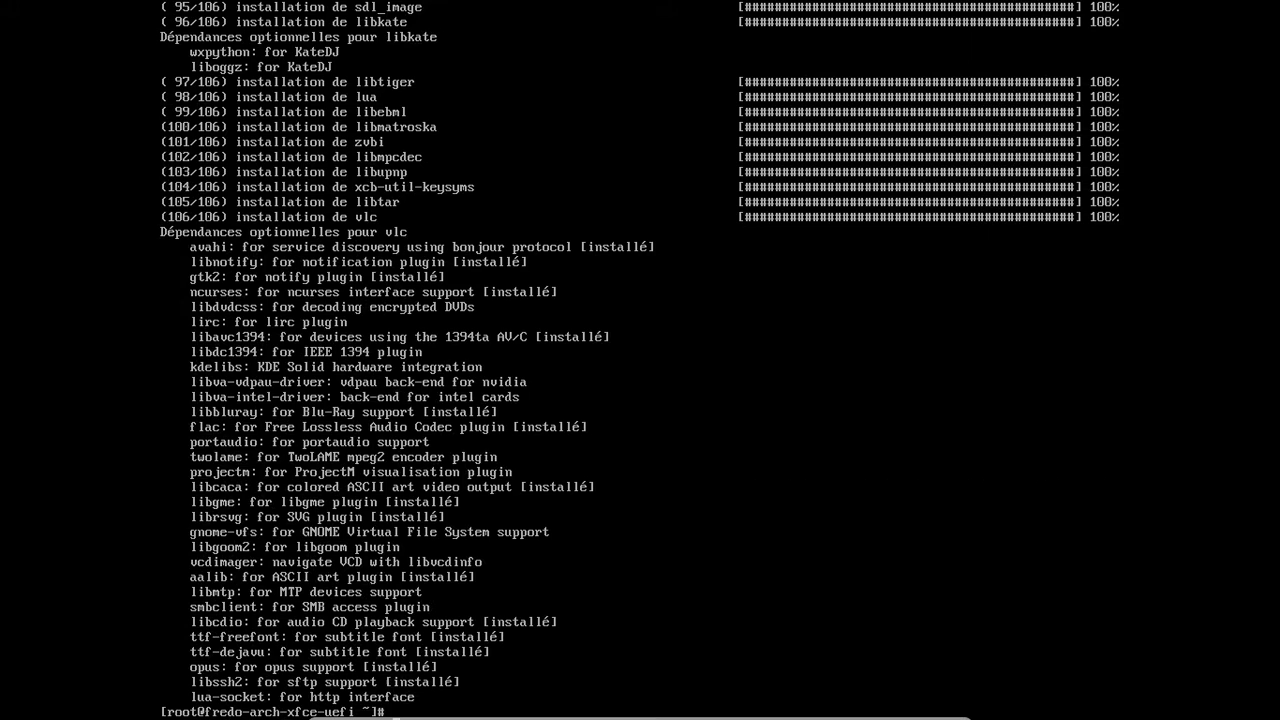 ( 95/106) installation de sdl_image [############################################] 100%
( 96/106) installation de libkate [############################################] 100%
Dépendances optionnelles pour libkate
wxpython: for KateDJ
liboggz: for KateDJ
( 97/106) installation de libtiger [############################################] 100%
( 98/106) installation de lua [############################################] 100%
( 99/106) installation de libebml [############################################] 100%
(100/106) installation de libmatroska [############################################] 100%
(101/106) installation de zvbi [############################################] 100%
(102/106) installation de libmpcdec [############################################] 100%
(103/106) installation de libupnp [############################################] 100%
(104/106) installation de xcb-util-keysyms [############################################] 100%
(105/106) installation de libtar [############################################] 100%
(106/106) installation de vlc [############################################] 100%
Dépendances optionnelles pour vlc
avahi: for service discovery using bonjour protocol [installé]
libnotify: for notification plugin [installé]
gtk2: for notify plugin [installé]
ncurses: for ncurses interface support [installé]
libdvdcss: for decoding encrypted DVDs
lirc: for lirc plugin
libavc1394: for devices using the 1394ta AV/C [installé]
libdc1394: for IEEE 1394 plugin
kdelibs: KDE Solid hardware integration
libva-vdpau-driver: vdpau back-end for nvidia
libva-intel-driver: back-end for intel cards
libbluray: for Blu-Ray support [installé]
flac: for Free Lossless Audio Codec plugin [installé]
portaudio: for portaudio support
twolame: for TwoLAME mpeg2 encoder plugin
projectm: for ProjectM visualisation plugin
libcaca: for colored ASCII art video output [installé]
libgme: for libgme plugin [installé]
librsvg: for SVG plugin [installé]
gnome-vfs: for GNOME Virtual File System support
libgoom2: for libgoom plugin
vcdimager: navigate VCD with libvcdinfo
aalib: for ASCII art plugin [installé]
libmtp: for MTP devices support
smbclient: for SMB access plugin
libcdio: for audio CD playback support [installé]
ttf-freefont: for subtitle font [installé]
ttf-dejavu: for subtitle font [installé]
opus: for opus support [installé]
libssh2: for sftp support [installé]
lua-socket: for http interface
[root@fredo-arch-xfce-uefi ~]#